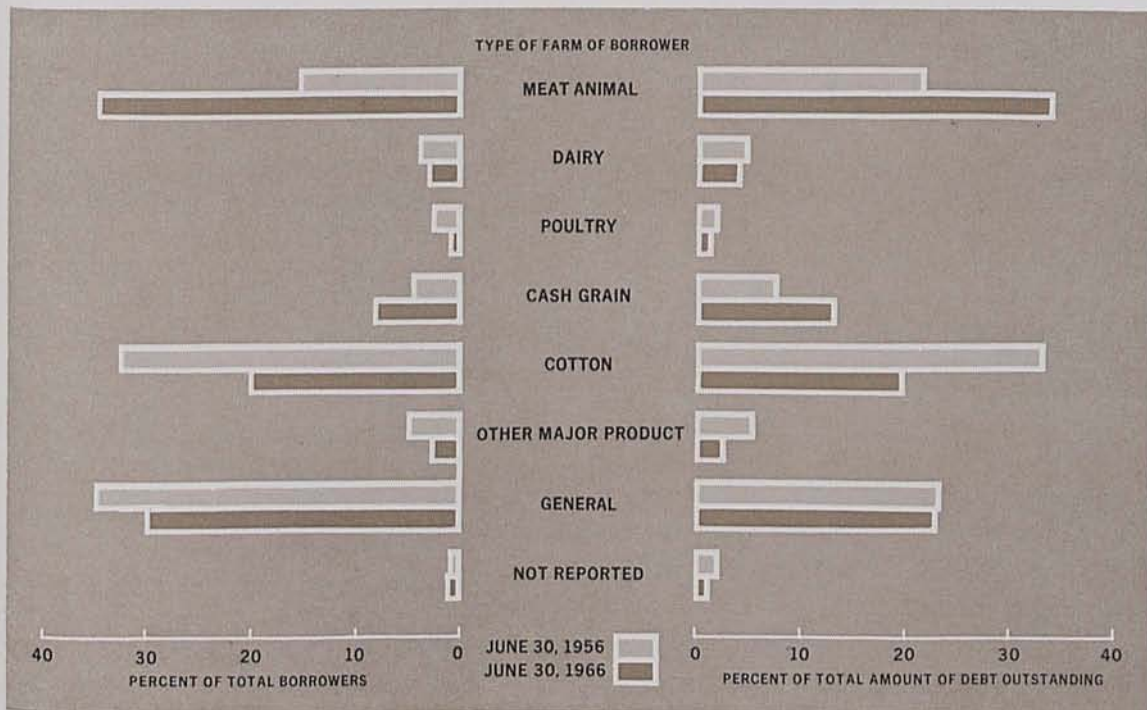 TYPE OF FARM OF BORROWER
MEAT ANIMAL
DAIRY
POULTRY
CASH GRAIN
COTTON
OTHER MAJOR PRODUCT
GENERAL
NOT REPORTED
40 30 20 10 0
PERCENT OF TOTAL BORROWERS
JUNE 30, 1956
JUNE 30, 1966
0 10 20 30 40
PERCENT OF TOTAL AMOUNT OF DEBT OUTSTANDING